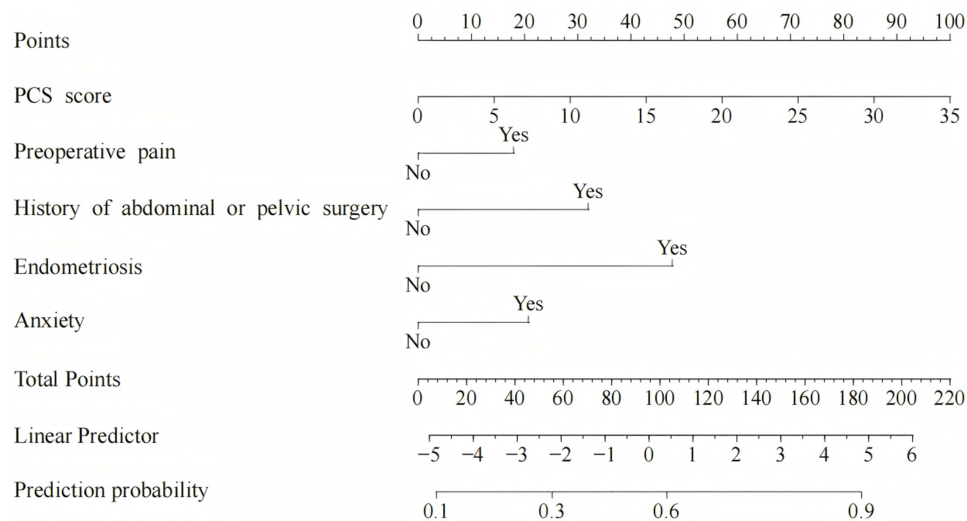 0 10 20 30 40 50 60 70 80 90 100
Points
PCS score
0 5 10 15 20 25 30 35
Yes
Preoperative pain
No
Yes
History of abdominal or pelvic surgery
No
Yes
Endometriosis
No
Yes
Anxiety
No
Total Points
0 20 40 60 80 100 120 140 160 180 200 220
Linear Predictor
−5 −4 −3 −2 −1 0 1 2 3 4 5 6
Prediction probability
0.1 0.3 0.6 0.9